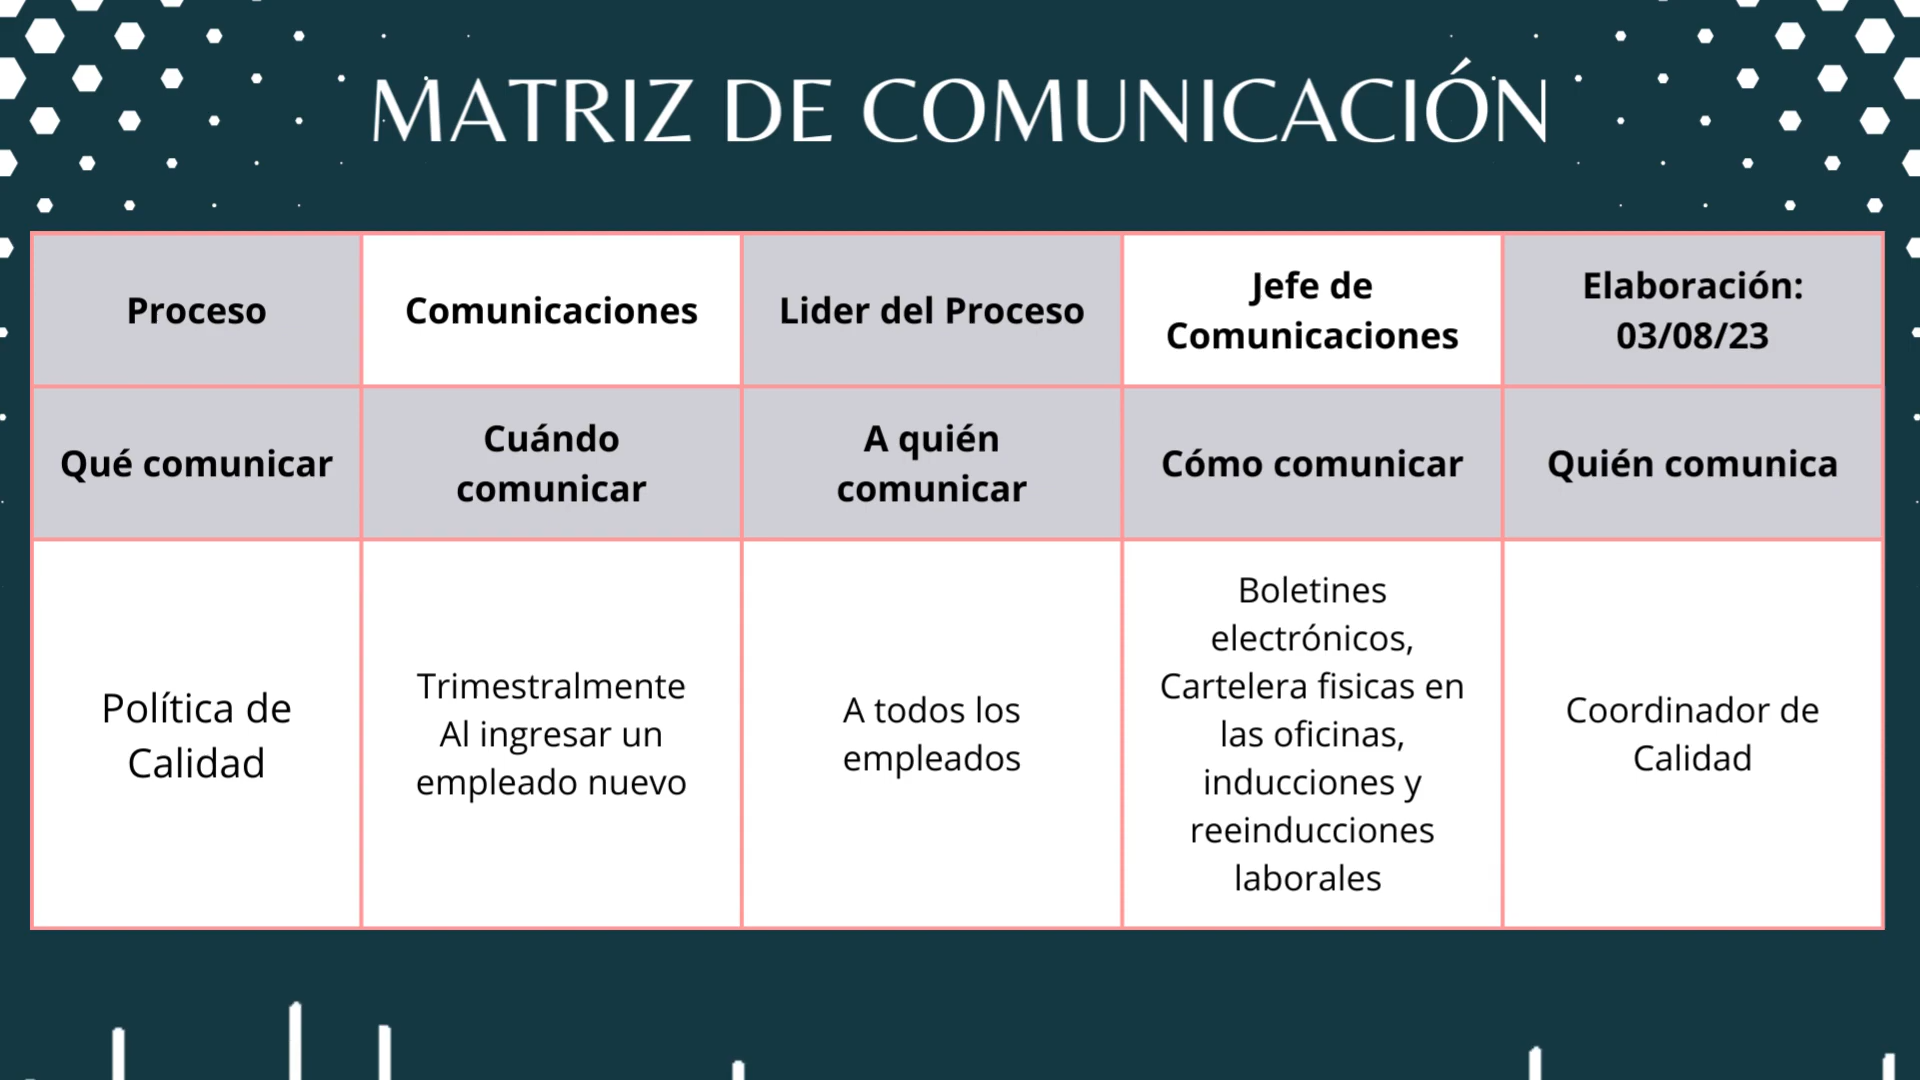 MATRIZ DE COMUNICACIÓN
Proceso
Comunicaciones
Lider del Proceso
Jefe de
Comunicaciones
Elaboración:
03/08/23
Qué comunicar
Cuándo
comunicar
A quién
comunicar
Cómo comunicar
Quién comunica
Política de
Calidad
Trimestralmente
Al ingresar un
empleado nuevo
A todos los
empleados
Boletines
electrónicos,
Cartelera fisicas en
las oficinas,
inducciones y
reeinducciones
laborales
Coordinador de
Calidad